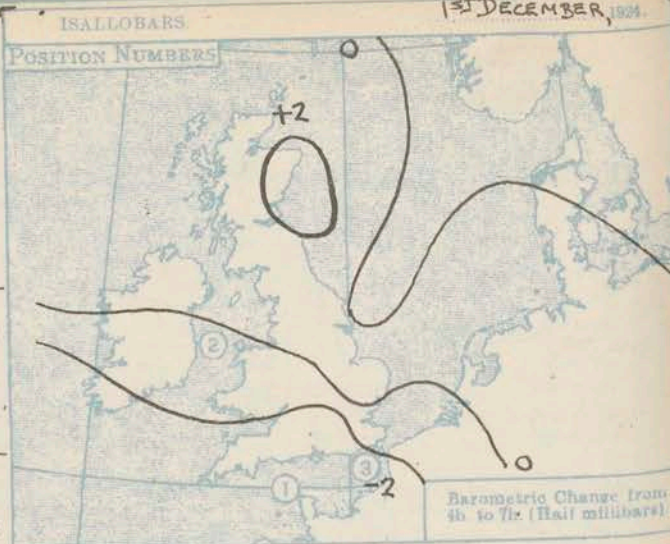 ISALLOBARS
1ST DECEMBER, 1924.
POSITION NUMBERS
0
+2
2
0
3
-2
1
Barometric Change from
4h to 7h. (Half millibars)